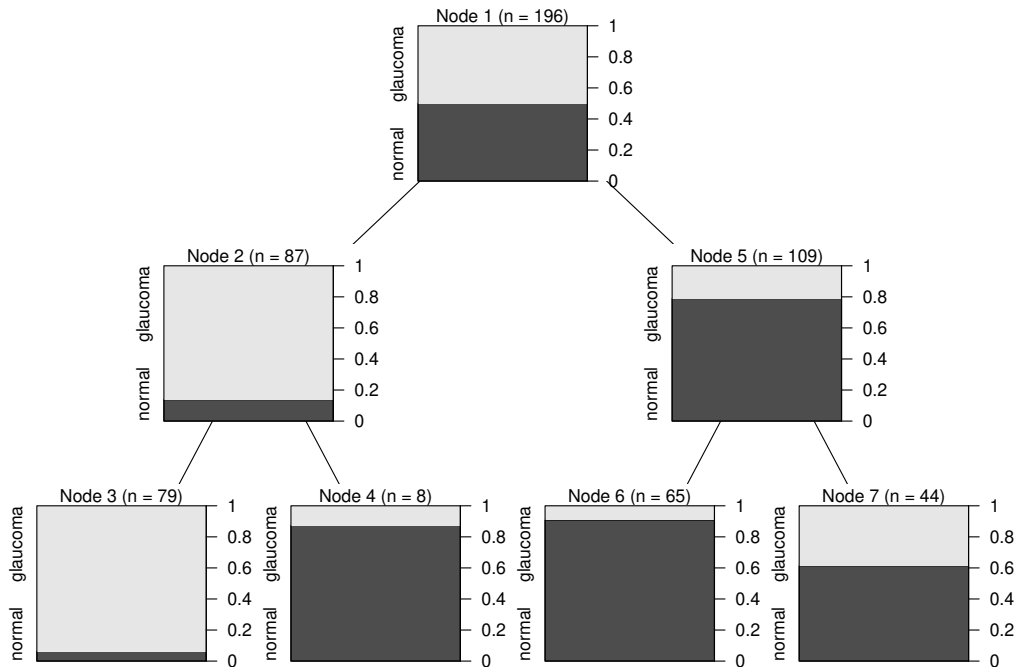 Node 1 (n = 196)
glaucoma
normal
1
0.8
0.6
0.4
0.2
0
Node 2 (n = 87)
glaucoma
normal
1
0.8
0.6
0.4
0.2
0
Node 5 (n = 109)
glaucoma
normal
1
0.8
0.6
0.4
0.2
0
Node 3 (n = 79)
glaucoma
normal
1
0.8
0.6
0.4
0.2
0
Node 4 (n = 8)
glaucoma
normal
1
0.8
0.6
0.4
0.2
0
Node 6 (n = 65)
glaucoma
normal
1
0.8
0.6
0.4
0.2
0
Node 7 (n = 44)
glaucoma
normal
1
0.8
0.6
0.4
0.2
0